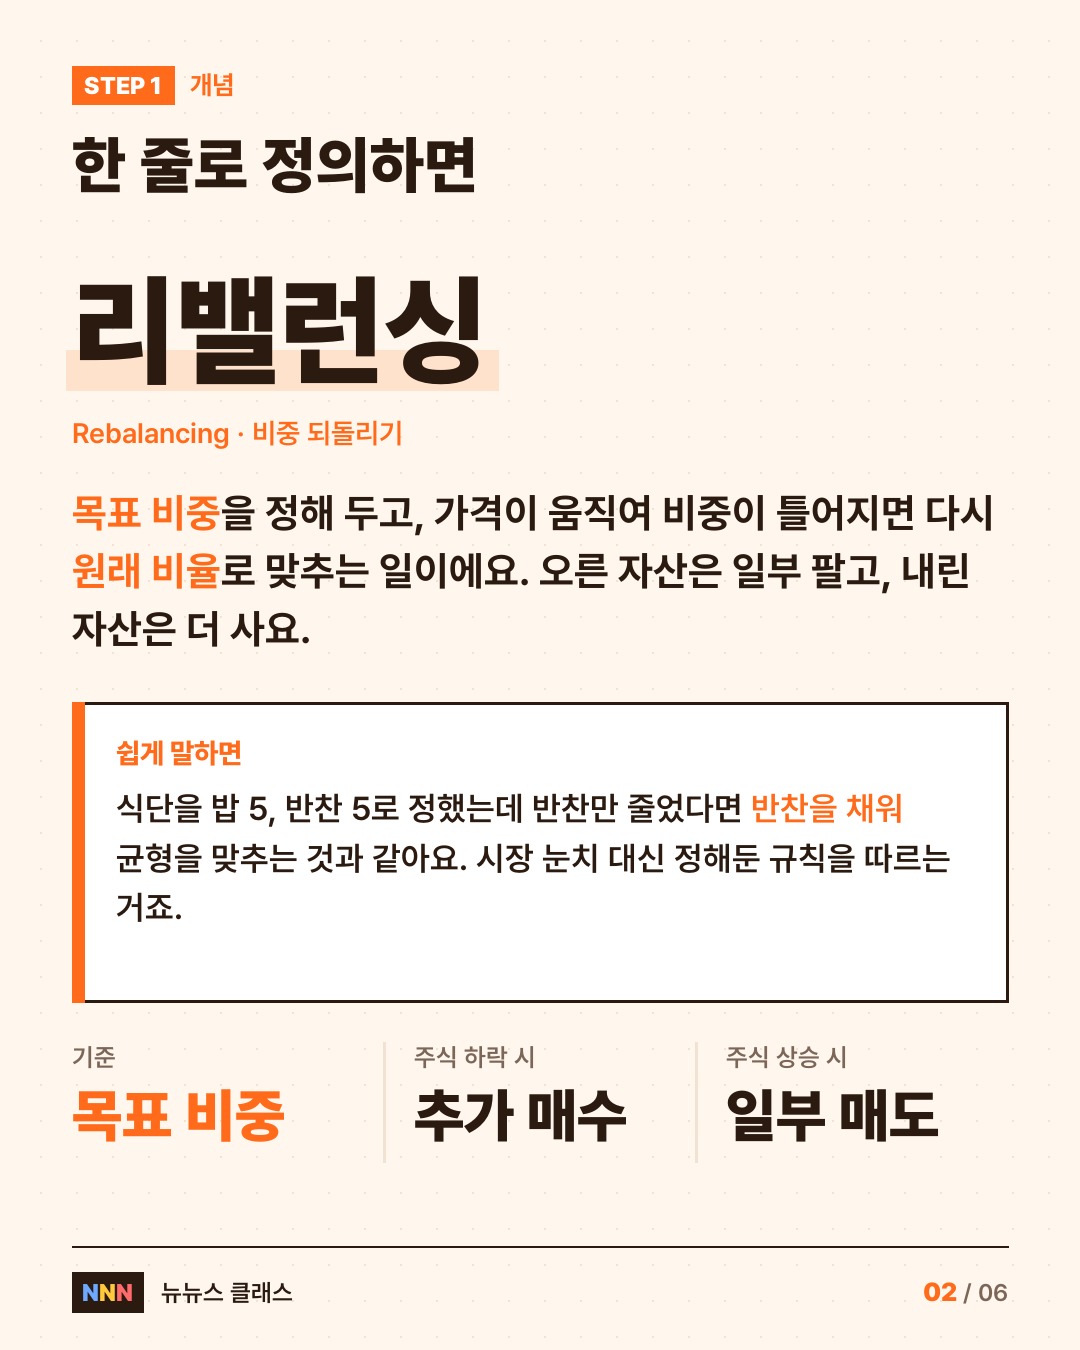 STEP 1 개념
한 줄로 정의하면
리밸런싱
Rebalancing · 비중 되돌리기
목표 비중을 정해 두고, 가격이 움직여 비중이 틀어지면 다시
원래 비율로 맞추는 일이에요. 오른 자산은 일부 팔고, 내린
자산은 더 사요.
쉽게 말하면
식단을 밥 5, 반찬 5로 정했는데 반찬만 줄었다면 반찬을 채워
균형을 맞추는 것과 같아요. 시장 눈치 대신 정해둔 규칙을 따르는
거죠.
기준
목표 비중
주식 하락 시
추가 매수
주식 상승 시
일부 매도
NNN 뉴뉴스 클래스
02 / 06